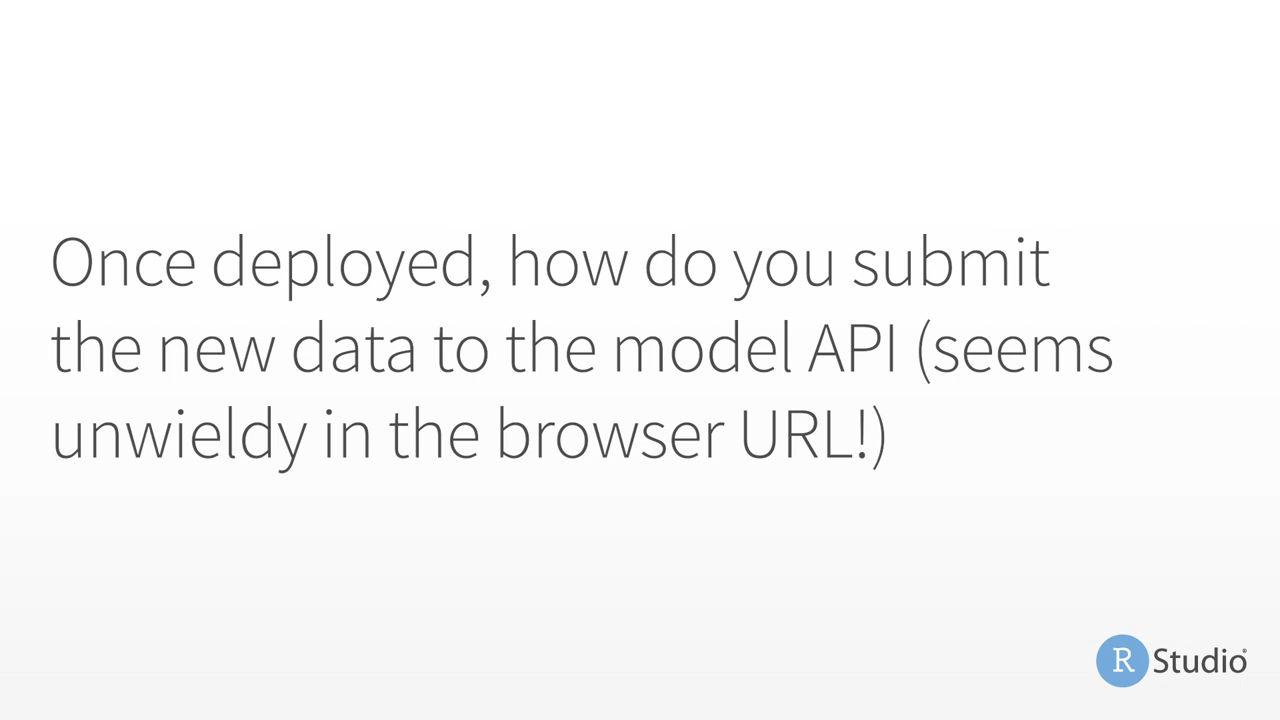 Once deployed, how do you submit
the new data to the model API (seems
unwieldy in the browser URL!)
R Studio®